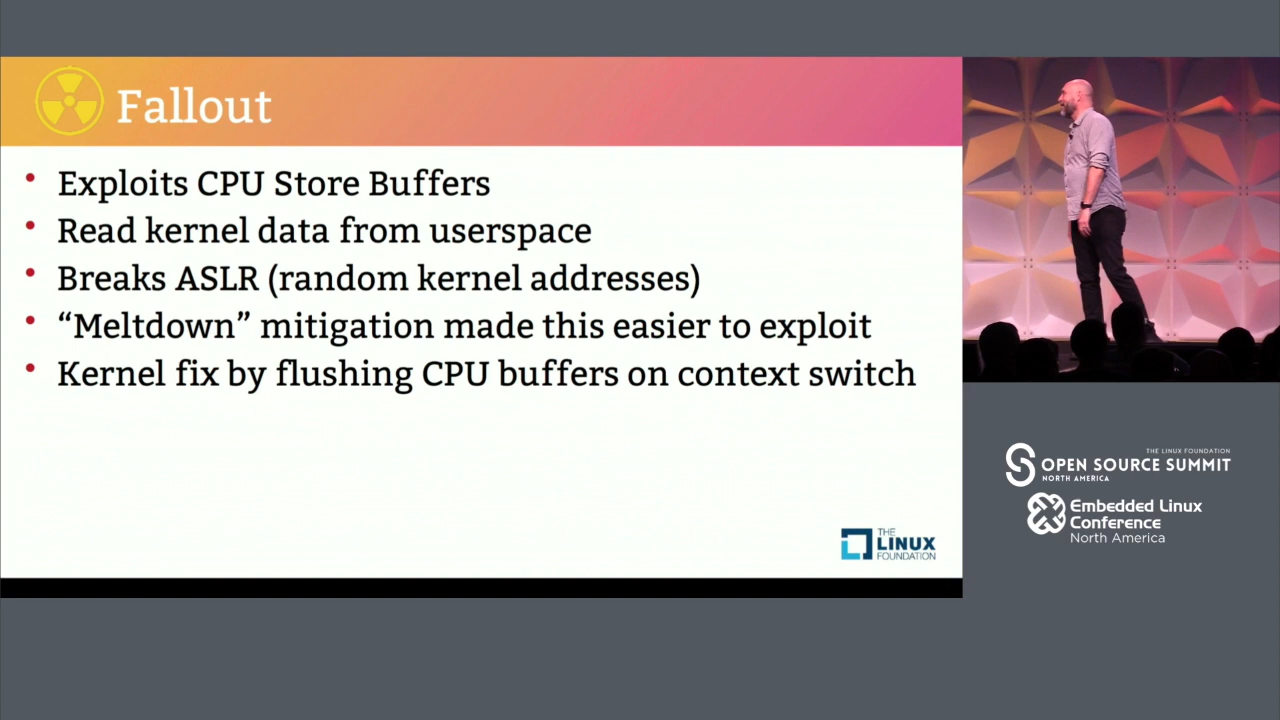 Fallout
• Exploits CPU Store Buffers
• Read kernel data from userspace
• Breaks ASLR (random kernel addresses)
• “Meltdown” mitigation made this easier to exploit
• Kernel fix by flushing CPU buffers on context switch
THE
LINUX
FOUNDATION
THE LINUX FOUNDATION
OPEN SOURCE SUMMIT
NORTH AMERICA
Embedded Linux
Conference
North America